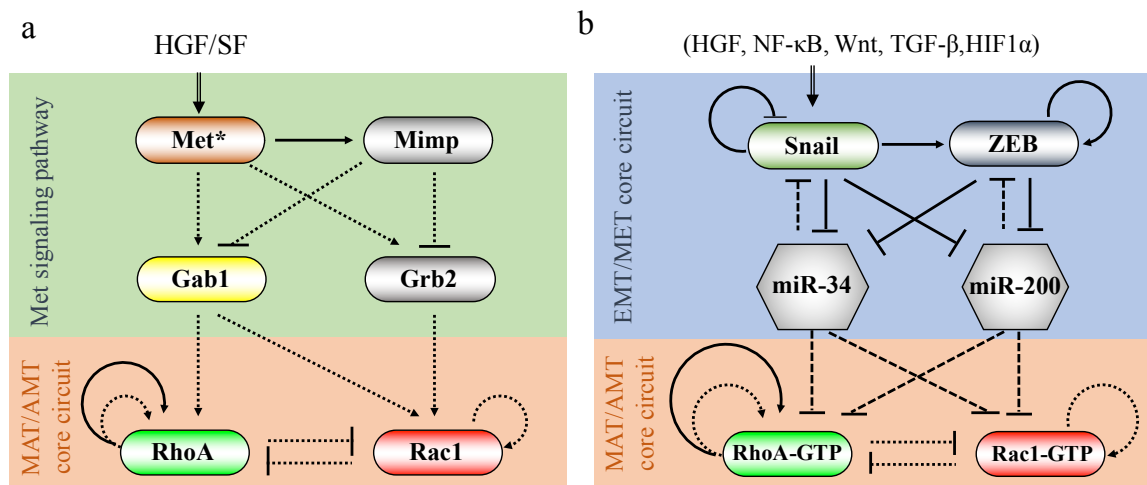 a
HGF/SF
Met signaling pathway
Met*
Mimp
Gab1
Grb2
MAT/AMT
core circuit
RhoA
Rac1
b
(HGF, NF-κB, Wnt, TGF-β,HIF1α)
EMT/MET core circuit
Snail
ZEB
miR-34
miR-200
MAT/AMT
core circuit
RhoA-GTP
Rac1-GTP